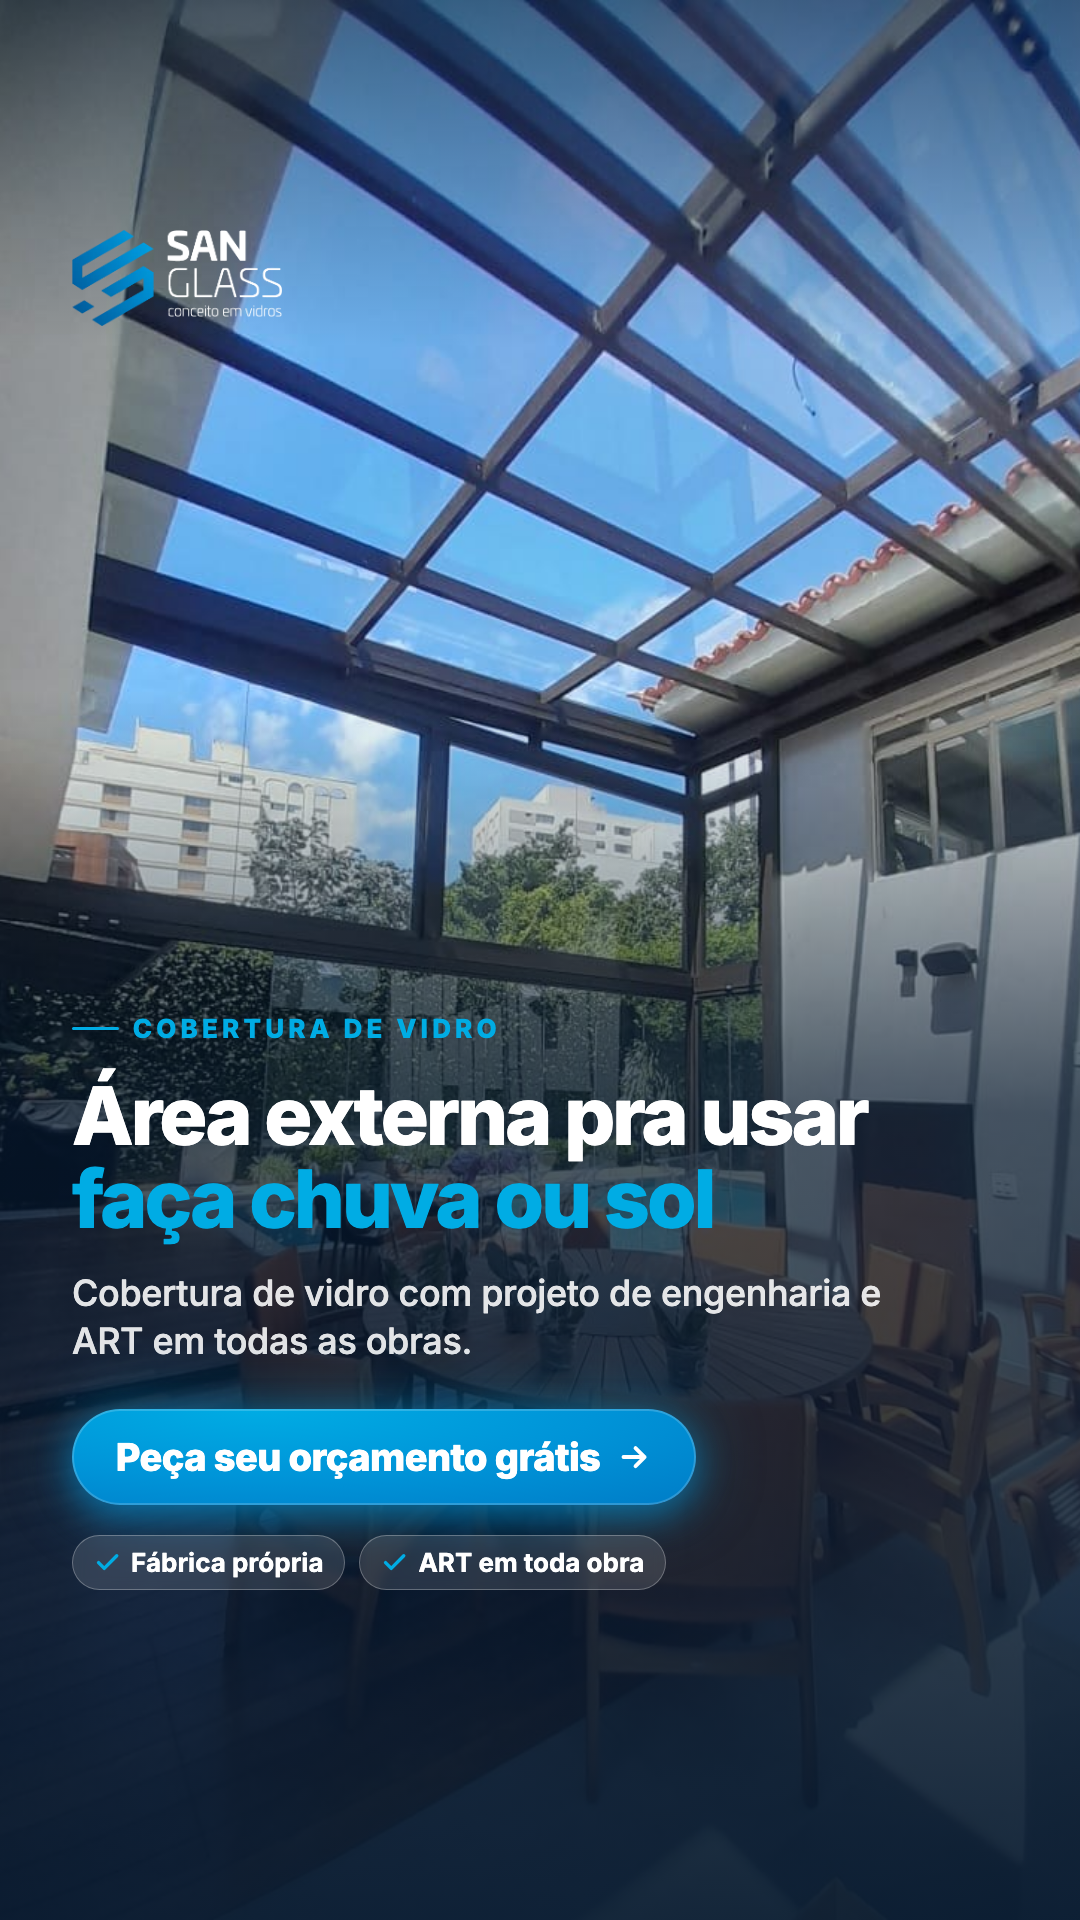 SAN
GLASS
conceito em vidros
COBERTURA DE VIDRO
Área externa pra usar
faça chuva ou sol
Cobertura de vidro com projeto de engenharia e
ART em todas as obras.
Peça seu orçamento grátis →
✓ Fábrica própria ✓ ART em toda obra